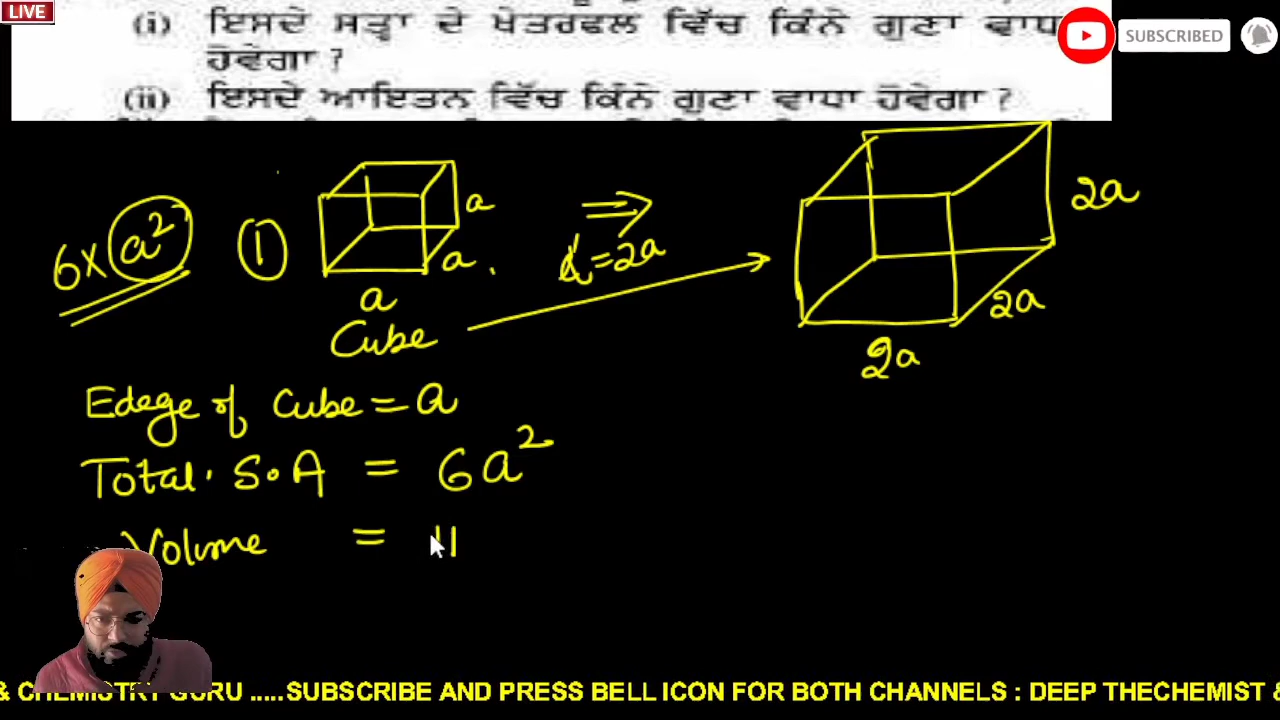 LIVE
(i) ਇਸਦੇ ਸਤ੍ਹਾ ਦੇ ਖੇਤਰਫਲ ਵਿੱਚ ਕਿੰਨੇ ਗੁਣਾ ਵਾਧਾ
ਹੋਵੇਗਾ ?
SUBSCRIBED
(ii) ਇਸਦੇ ਆਇਤਨ ਵਿੱਚ ਕਿੰਨੇ ਗੁਣਾ ਵਾਧਾ ਹੋਵੇਗਾ ?
6×a²
1
a
a
a
Cube
=2a
2a
2a
2a
Edege of Cube = a
Total. S.A = 6a²
Volume =
& CHEMISTRY GURU .....SUBSCRIBE AND PRESS BELL ICON FOR BOTH CHANNELS : DEEP THECHEMIST &